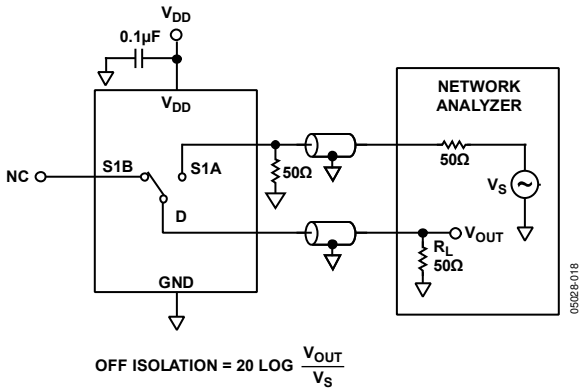 VDD
0.1µF
VDD
NETWORK
ANALYZER
S1B
S1A
NC
50Ω
50Ω
VS
D
VOUT
RL
50Ω
GND
05028-018
OFF ISOLATION = 20 LOG VOUT
VS